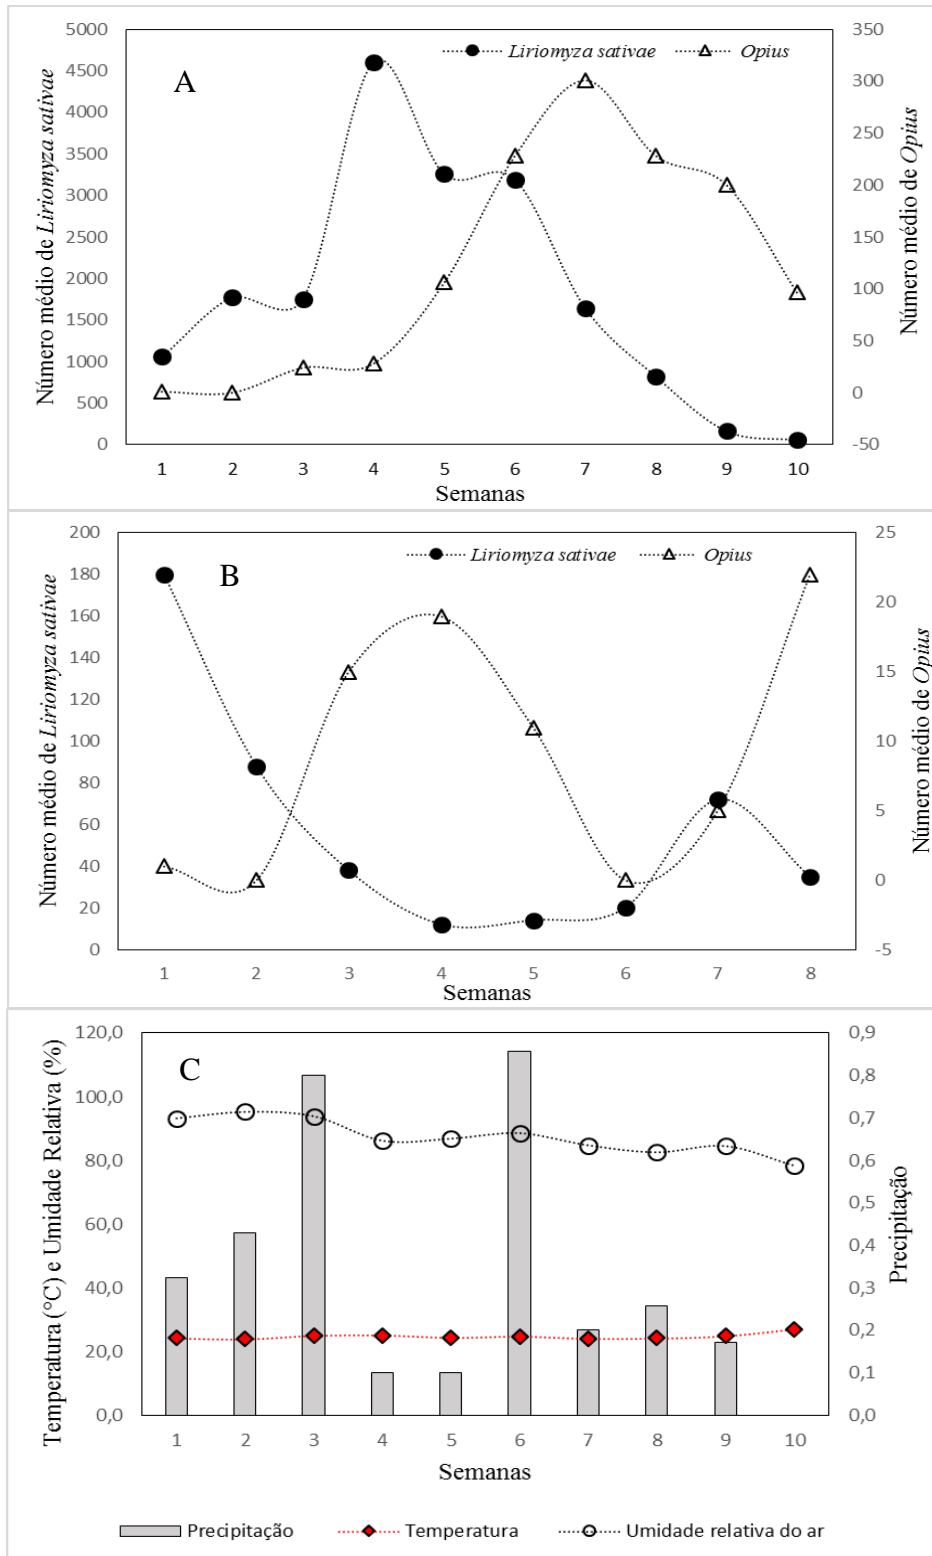 A
Liriomyza sativae
Opius
Número médio de Liriomyza sativae
5000
4500
4000
3500
3000
2500
2000
1500
1000
500
0
350
300
250
200
150
100
50
0
-50
Número médio de Opius
1 2 3 4 5 6 7 8 9 10
Semanas
B
Liriomyza sativae
Opius
Número médio de Liriomyza sativae
200
180
160
140
120
100
80
60
40
20
0
25
20
15
10
5
0
-5
Número médio de Opius
1 2 3 4 5 6 7 8
Semanas
C
Temperatura (°C) e Umidade Relativa (%)
120,0
100,0
80,0
60,0
40,0
20,0
0,0
0,9
0,8
0,7
0,6
0,5
0,4
0,3
0,2
0,1
0,0
Precipitação
1 2 3 4 5 6 7 8 9 10
Semanas
Precipitação
Temperatura
Umidade relativa do ar